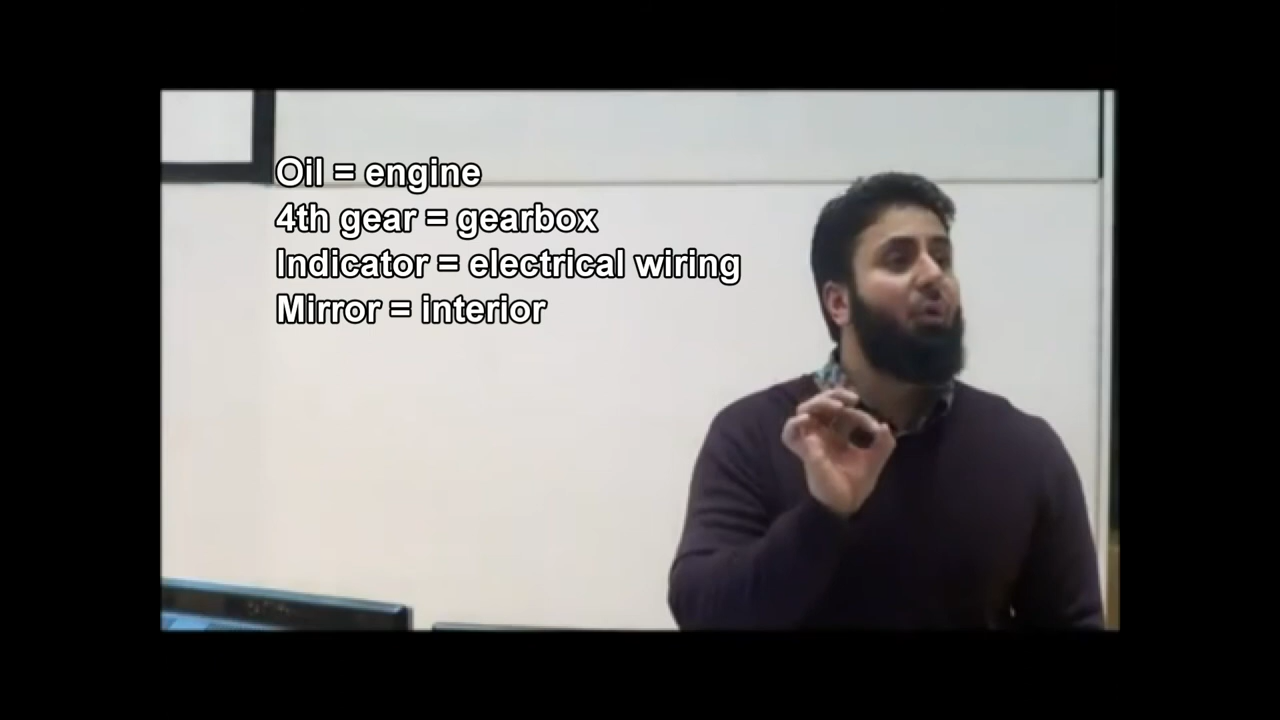 Oil = engine
4th gear = gearbox
Indicator = electrical wiring
Mirror = interior